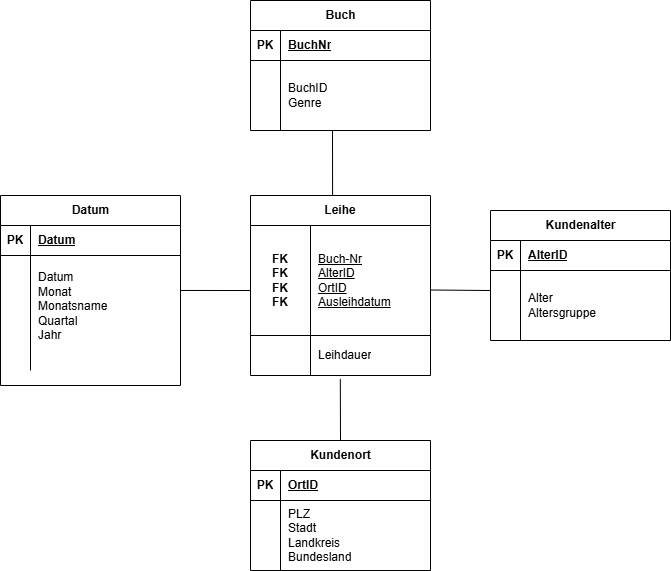 Buch
PK BuchNr
BuchID
Genre
Datum
PK Datum
Datum
Monat
Monatsname
Quartal
Jahr
Leihe
FK Buch-Nr
FK AlterID
FK OrtID
FK Ausleihdatum
Leihdauer
Kundenalter
PK AlterID
Alter
Altersgruppe
Kundenort
PK OrtID
PLZ
Stadt
Landkreis
Bundesland